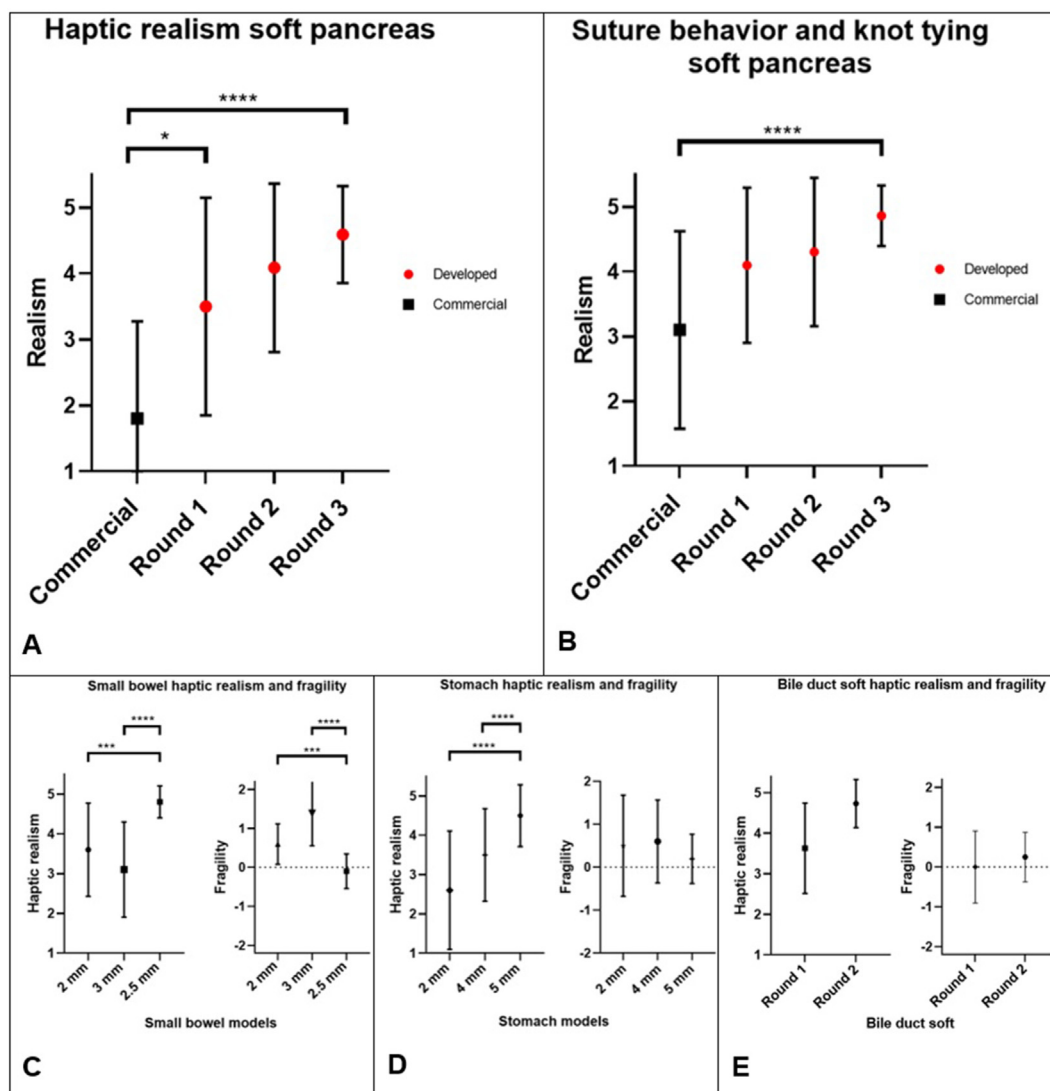 Haptic realism soft pancreas
****
*
Realism
5
4
3
2
1
Commercial
Round 1
Round 2
Round 3
Developed
Commercial
A
Suture behavior and knot tying
soft pancreas
****
Realism
5
4
3
2
1
Commercial
Round 1
Round 2
Round 3
Developed
Commercial
B
Small bowel haptic realism and fragility
****
***
Haptic realism
5
4
3
2
1
2 mm
3 mm
2.5 mm
****
***
Fragility
2
1
0
-1
-2
2 mm
3 mm
2.5 mm
Small bowel models
C
Stomach haptic realism and fragility
****
****
Haptic realism
5
4
3
2
1
2 mm
4 mm
5 mm
Fragility
2
1
0
-1
-2
2 mm
4 mm
5 mm
Stomach models
D
Bile duct soft haptic realism and fragility
Haptic realism
5
4
3
2
1
Round 1
Round 2
Fragility
2
1
0
-1
-2
Round 1
Round 2
Bile duct soft
E